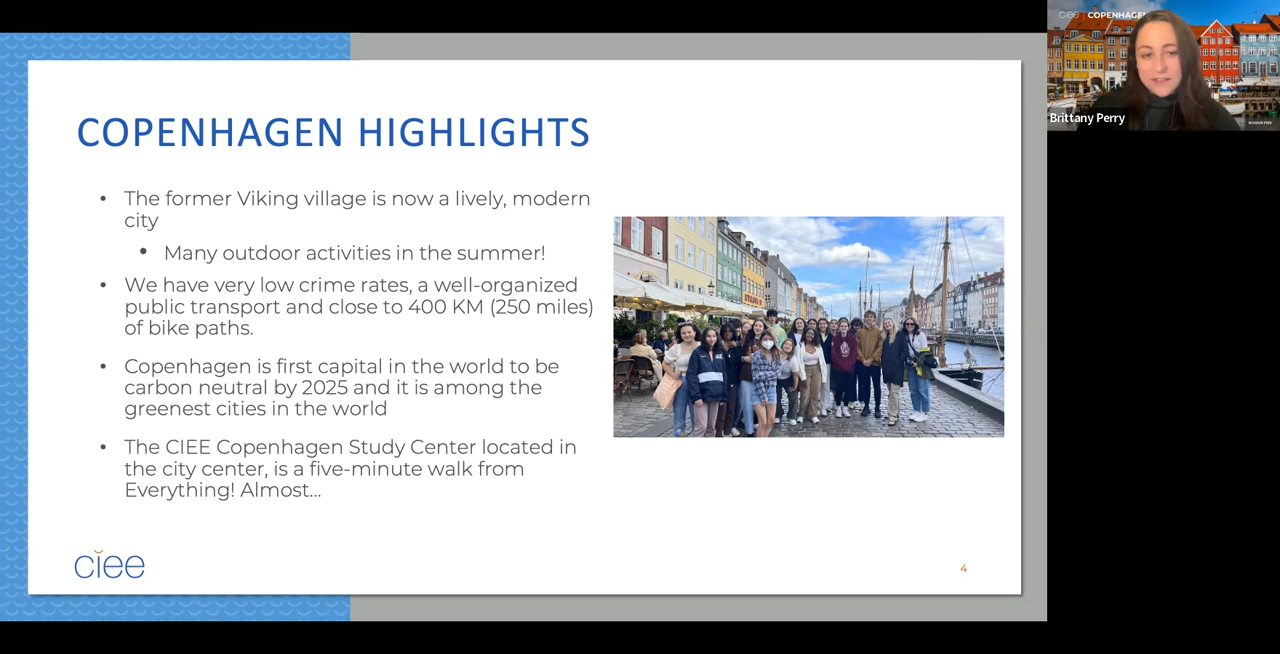 COPENHAGEN HIGHLIGHTS
• The former Viking village is now a lively, modern
city
• Many outdoor activities in the summer!
• We have very low crime rates, a well-organized
public transport and close to 400 KM (250 miles)
of bike paths.
• Copenhagen is first capital in the world to be
carbon neutral by 2025 and it is among the
greenest cities in the world
• The CIEE Copenhagen Study Center located in
the city center, is a five-minute walk from
Everything! Almost...
ciee
4
ciee COPENHAGEN
Brittany Perry